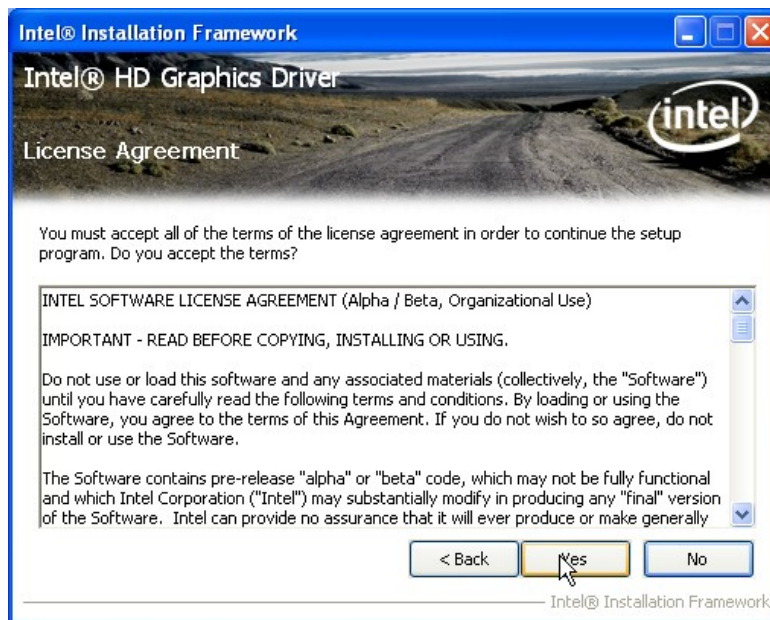 Intel® Installation Framework
Intel® HD Graphics Driver
intel
License Agreement
You must accept all of the terms of the license agreement in order to continue the setup
program. Do you accept the terms?
INTEL SOFTWARE LICENSE AGREEMENT (Alpha / Beta, Organizational Use)
IMPORTANT - READ BEFORE COPYING, INSTALLING OR USING.
Do not use or load this software and any associated materials (collectively, the "Software")
until you have carefully read the following terms and conditions. By loading or using the
Software, you agree to the terms of this Agreement. If you do not wish to so agree, do not
install or use the Software.
The Software contains pre-release "alpha" or "beta" code, which may not be fully functional
and which Intel Corporation ("Intel") may substantially modify in producing any "final" version
of the Software.  Intel can provide no assurance that it will ever produce or make generally
< Back Yes No
Intel® Installation Framework